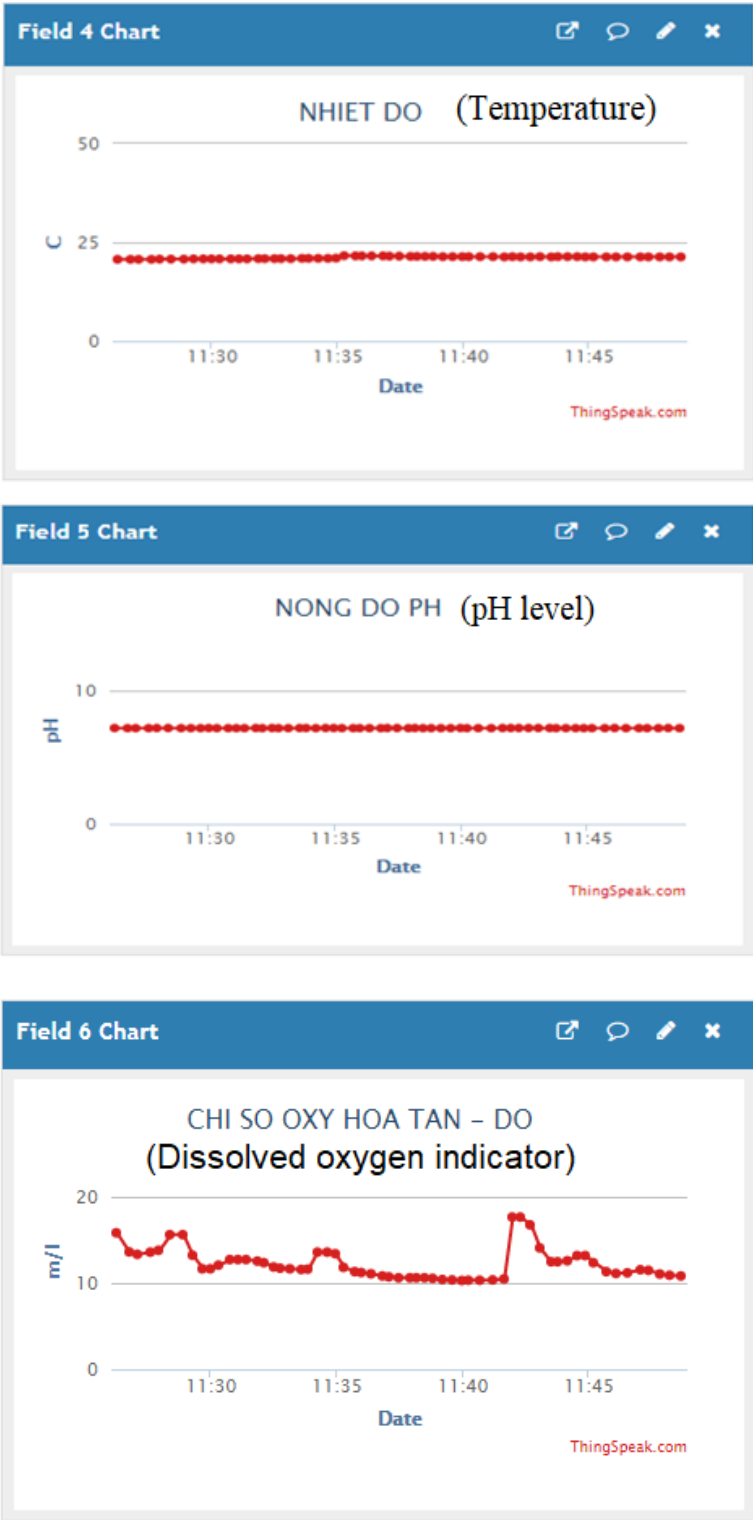 Field 4 Chart
NHIET DO (Temperature)
50
25
0
C
11:30 11:35 11:40 11:45
Date
ThingSpeak.com
Field 5 Chart
NONG DO PH (pH level)
10
0
pH
11:30 11:35 11:40 11:45
Date
ThingSpeak.com
Field 6 Chart
CHI SO OXY HOA TAN – DO
(Dissolved oxygen indicator)
20
10
0
m/l
11:30 11:35 11:40 11:45
Date
ThingSpeak.com